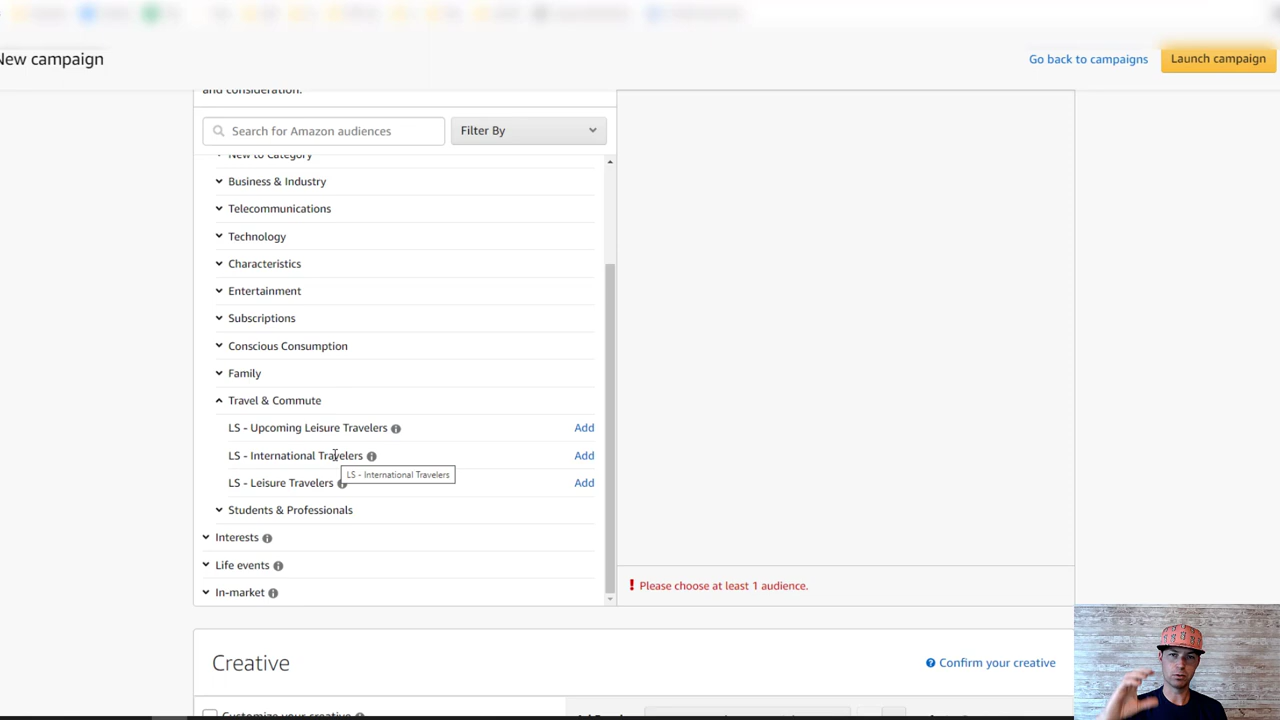 New campaign
Go back to campaigns
Launch campaign
and consideration.
Search for Amazon audiences
Filter By
New to Category
Business & Industry
Telecommunications
Technology
Characteristics
Entertainment
Subscriptions
Conscious Consumption
Family
Travel & Commute
LS - Upcoming Leisure Travelers
Add
LS - International Travelers
Add
LS - International Travelers
LS - Leisure Travelers
Add
Students & Professionals
Interests
Life events
In-market
! Please choose at least 1 audience.
Creative
Confirm your creative
Customize your creative